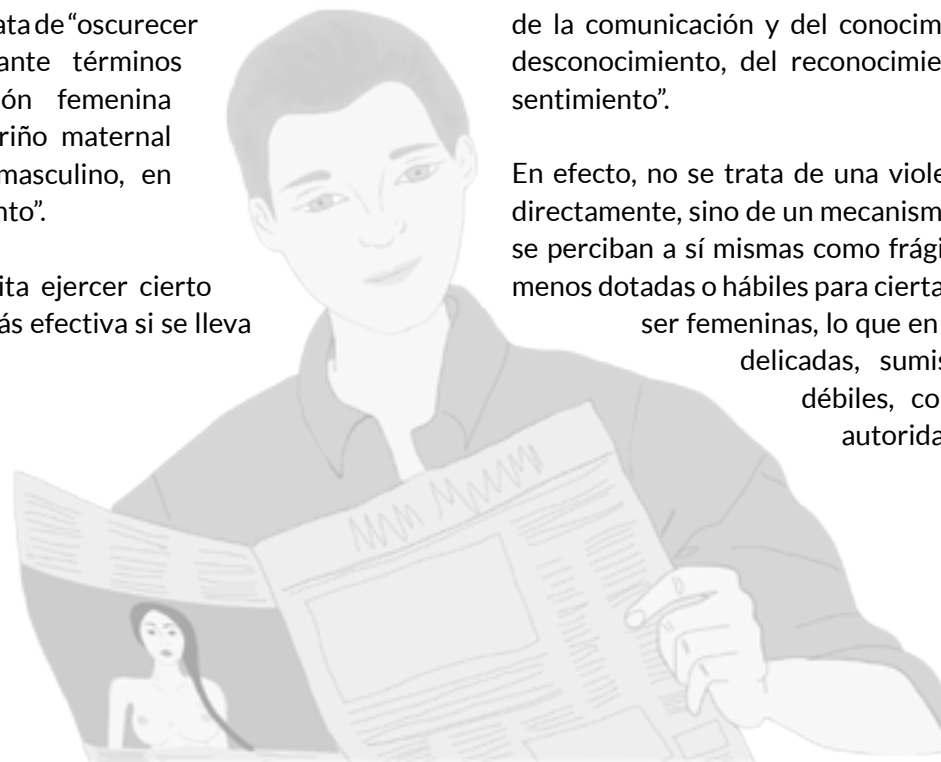 ata de “oscurecer
ante términos
ón femenina
riño maternal
masculino, en
nto”.
ita ejercer cierto
ás efectiva si se lleva
de la comunicación y del conocim
desconocimiento, del reconocimie
sentimiento”.
En efecto, no se trata de una viole
directamente, sino de un mecanism
se perciban a sí mismas como frági
menos dotadas o hábiles para cierta
ser femeninas, lo que en
delicadas, sumis
débiles, co
autorida